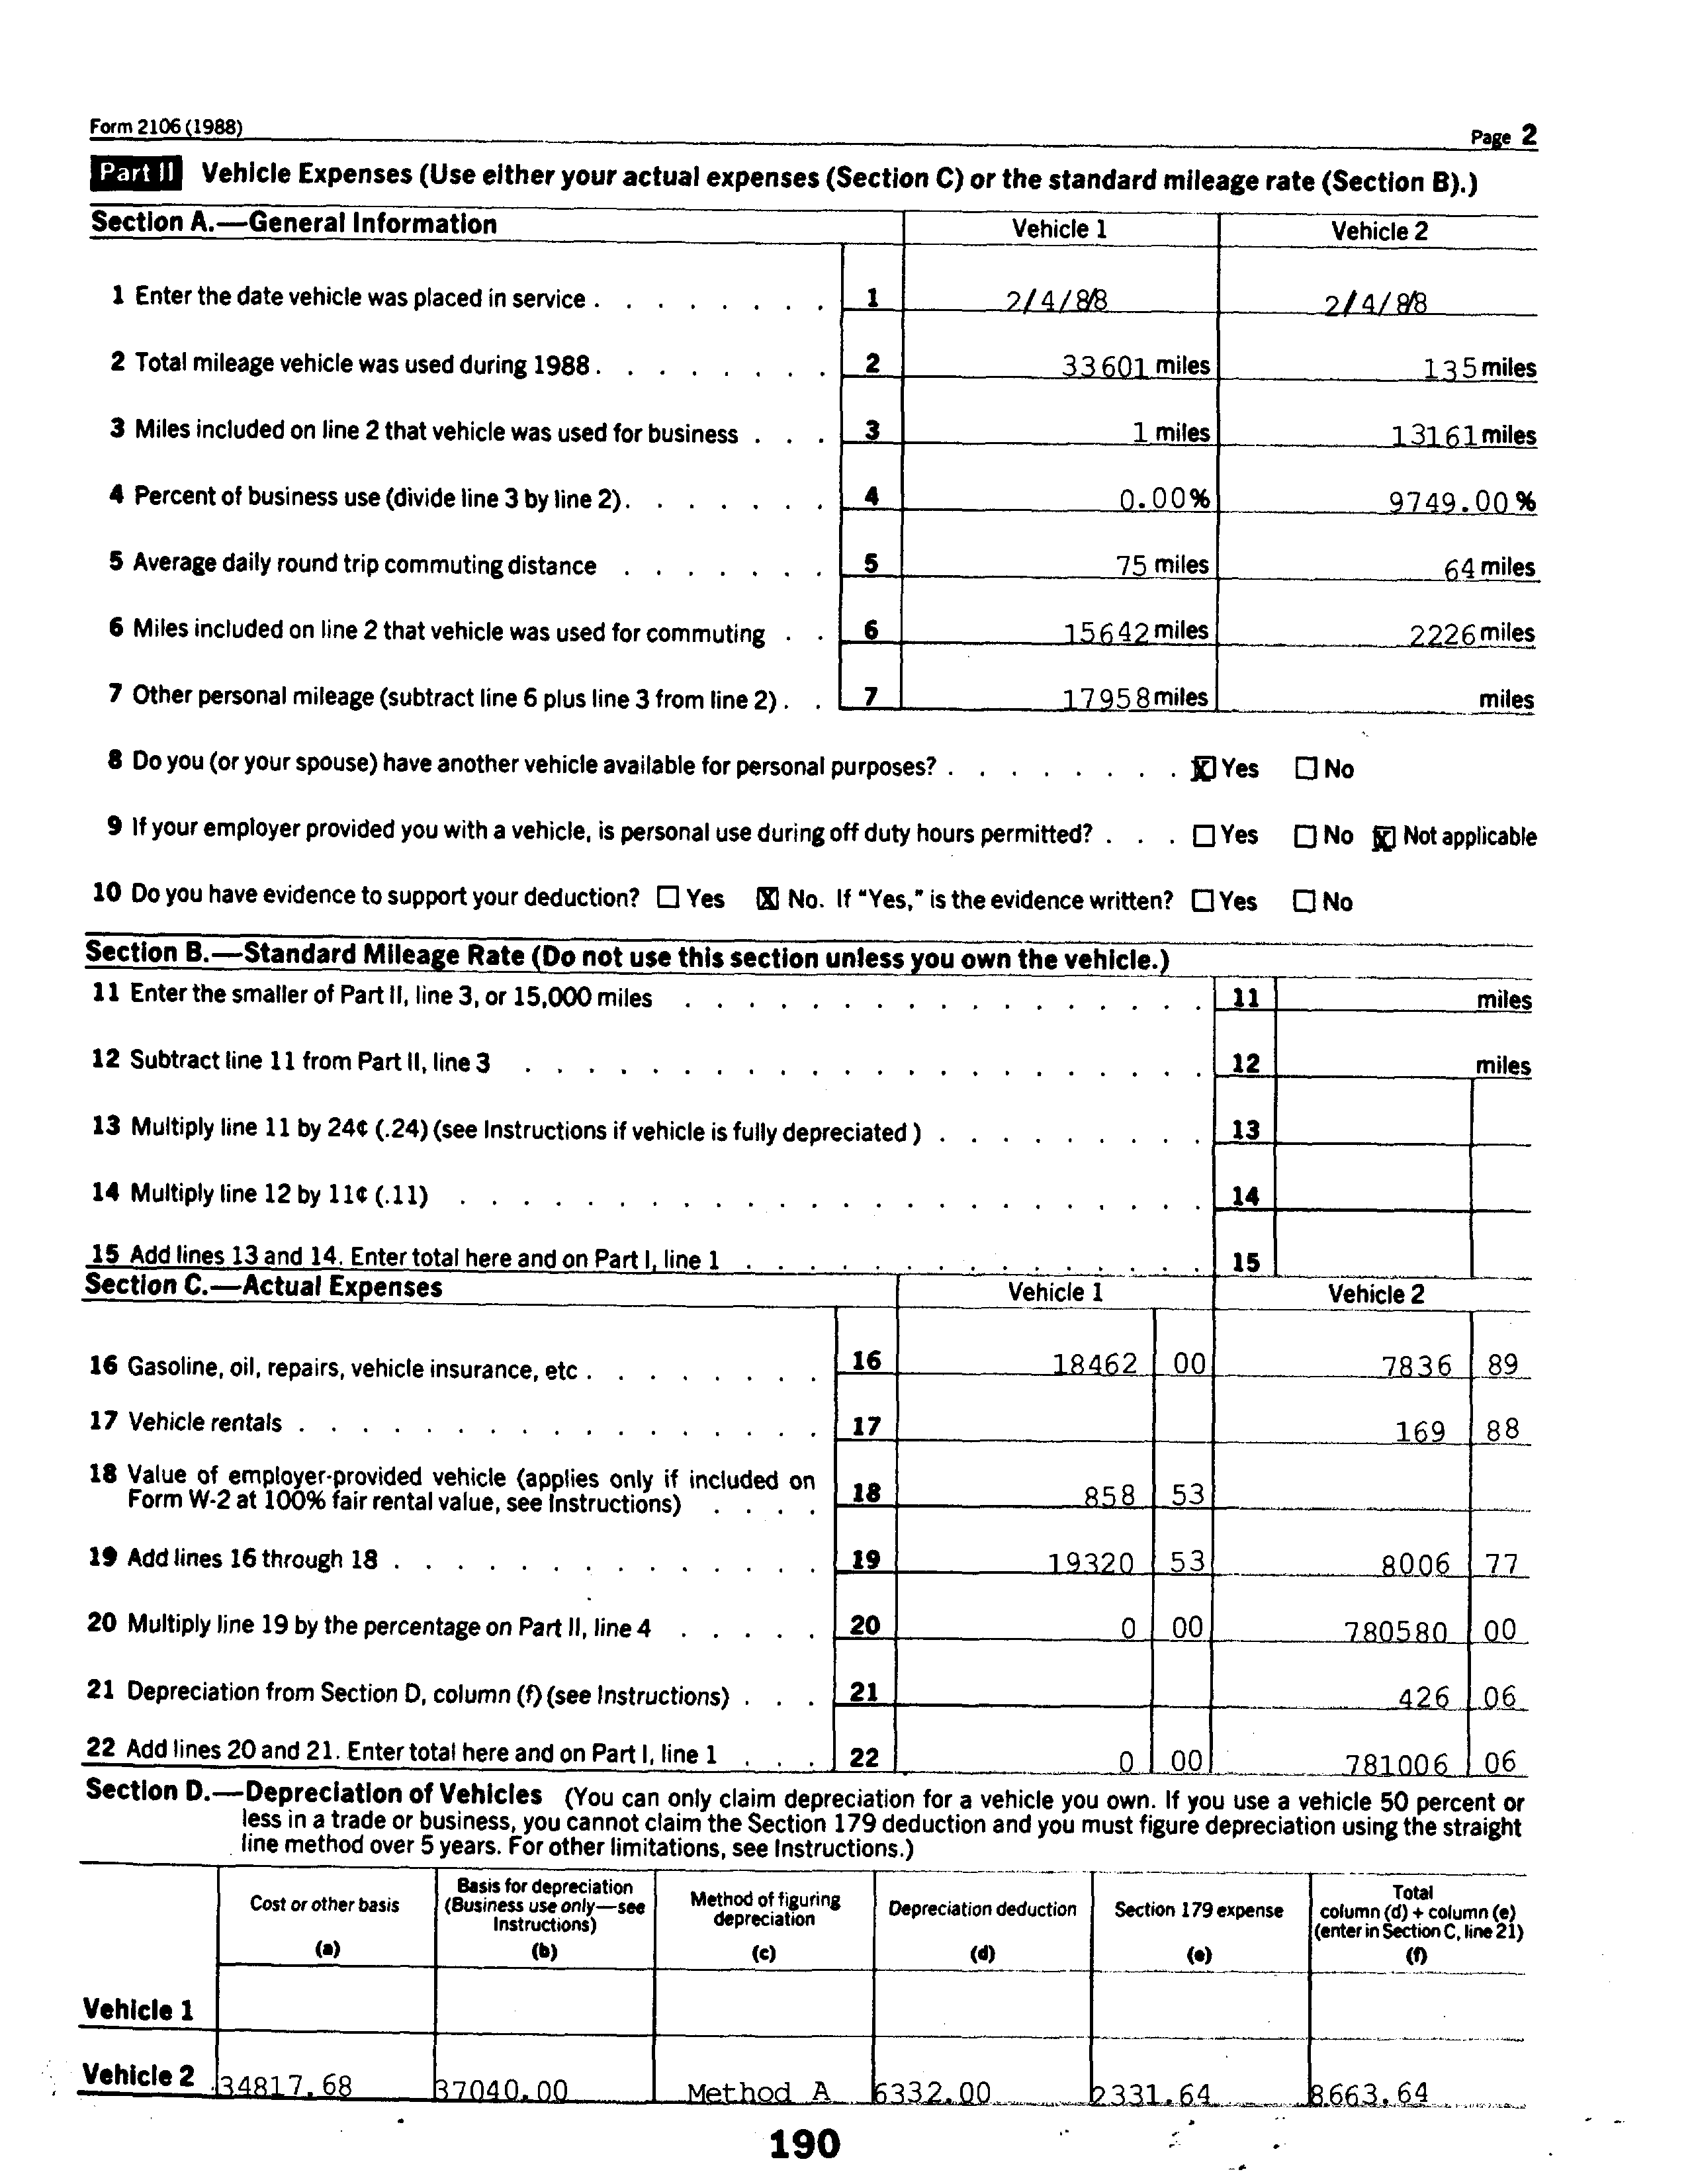 Form 2106 (1988) Page 2
Part II Vehicle Expenses (Use either your actual expenses (Section C) or the standard mileage rate (Section B).)
Section A.—General Information Vehicle 1 Vehicle 2
1 Enter the date vehicle was placed in service . . . . . . . . 1 2/4/88 2/4/88
2 Total mileage vehicle was used during 1988 . . . . . . . . 2 33601 miles 135 miles
3 Miles included on line 2 that vehicle was used for business . . . 3 1 miles 13161 miles
4 Percent of business use (divide line 3 by line 2) . . . . . . . 4 0.00% 9749.00%
5 Average daily round trip commuting distance . . . . . . . 5 75 miles 64 miles
6 Miles included on line 2 that vehicle was used for commuting . . 6 15642 miles 2226 miles
7 Other personal mileage (subtract line 6 plus line 3 from line 2) . . 7 17958 miles miles
8 Do you (or your spouse) have another vehicle available for personal purposes? . . . . . . . . X Yes No
9 If your employer provided you with a vehicle, is personal use during off duty hours permitted? . . . Yes No X Not applicable
10 Do you have evidence to support your deduction? Yes X No. If "Yes," is the evidence written? Yes No
Section B.—Standard Mileage Rate (Do not use this section unless you own the vehicle.)
11 Enter the smaller of Part II, line 3, or 15,000 miles . . . . . . . . . . . . . . . . . 11 miles
12 Subtract line 11 from Part II, line 3 . . . . . . . . . . . . . . . . . . . . . . 12 miles
13 Multiply line 11 by 24¢ (.24) (see Instructions if vehicle is fully depreciated) . . . . . . . . . 13
14 Multiply line 12 by 11¢ (.11) . . . . . . . . . . . . . . . . . . . . . . . . 14
15 Add lines 13 and 14. Enter total here and on Part I, line 1 . . . . . . . . . . . . . . . 15
Section C.—Actual Expenses Vehicle 1 Vehicle 2
16 Gasoline, oil, repairs, vehicle insurance, etc . . . . . . . . 16 18462 00 7836 89
17 Vehicle rentals . . . . . . . . . . . . . . . . . 17 169 88
18 Value of employer-provided vehicle (applies only if included on
Form W-2 at 100% fair rental value, see Instructions) . . . . 18 858 53
19 Add lines 16 through 18 . . . . . . . . . . . . . . 19 19320 53 8006 77
20 Multiply line 19 by the percentage on Part II, line 4 . . . . . 20 0 00 780580 00
21 Depreciation from Section D, column (f) (see Instructions) . . . 21 426 06
22 Add lines 20 and 21. Enter total here and on Part I, line 1 . . . 22 0 00 781006 06
Section D.—Depreciation of Vehicles (You can only claim depreciation for a vehicle you own. If you use a vehicle 50 percent or
less in a trade or business, you cannot claim the Section 179 deduction and you must figure depreciation using the straight
line method over 5 years. For other limitations, see Instructions.)
Cost or other basis (a)
Basis for depreciation (Business use only—see Instructions) (b)
Method of figuring depreciation (c)
Depreciation deduction (d)
Section 179 expense (e)
Total column (d) + column (e) (enter in Section C, line 21) (f)
Vehicle 1
Vehicle 2 34817.68 37040.00 Method A 6332.00 2331.64 8663.64
190